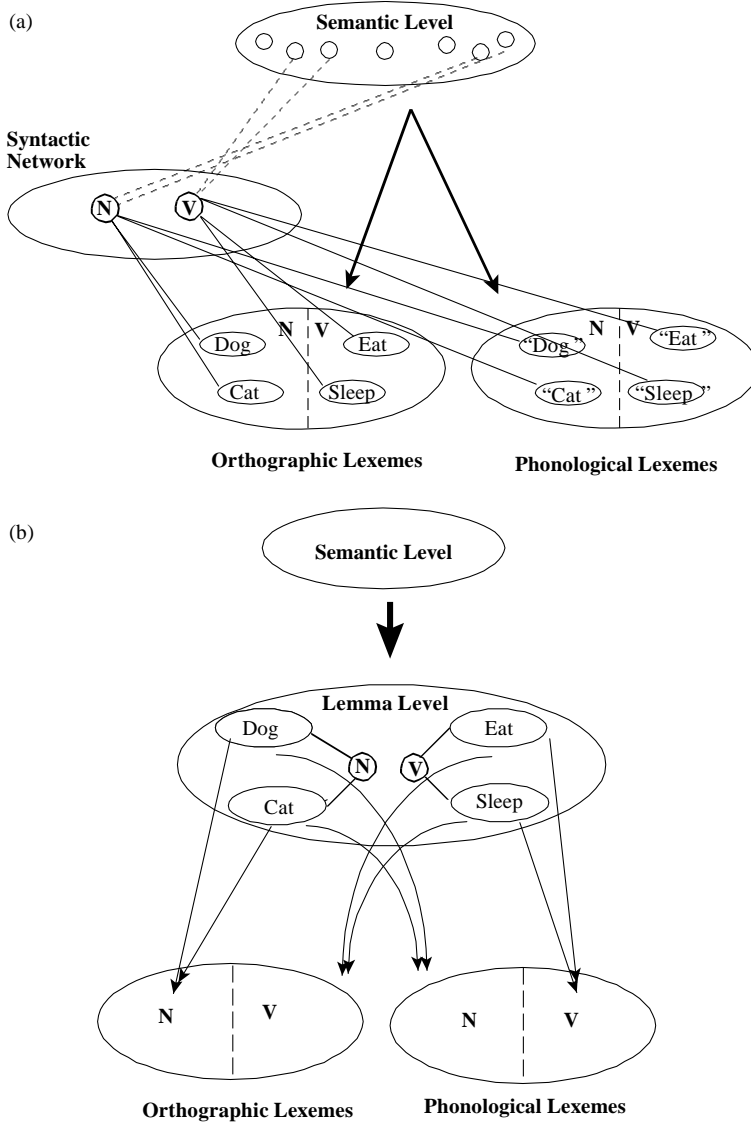 (a)
Semantic Level
Syntactic
Network
N V
N V N V
Dog Eat “Dog” “Eat”
Cat Sleep “Cat” “Sleep”
Orthographic Lexemes Phonological Lexemes
(b)
Semantic Level
Lemma Level
Dog Eat
N V
Cat Sleep
N V N V
Orthographic Lexemes Phonological Lexemes